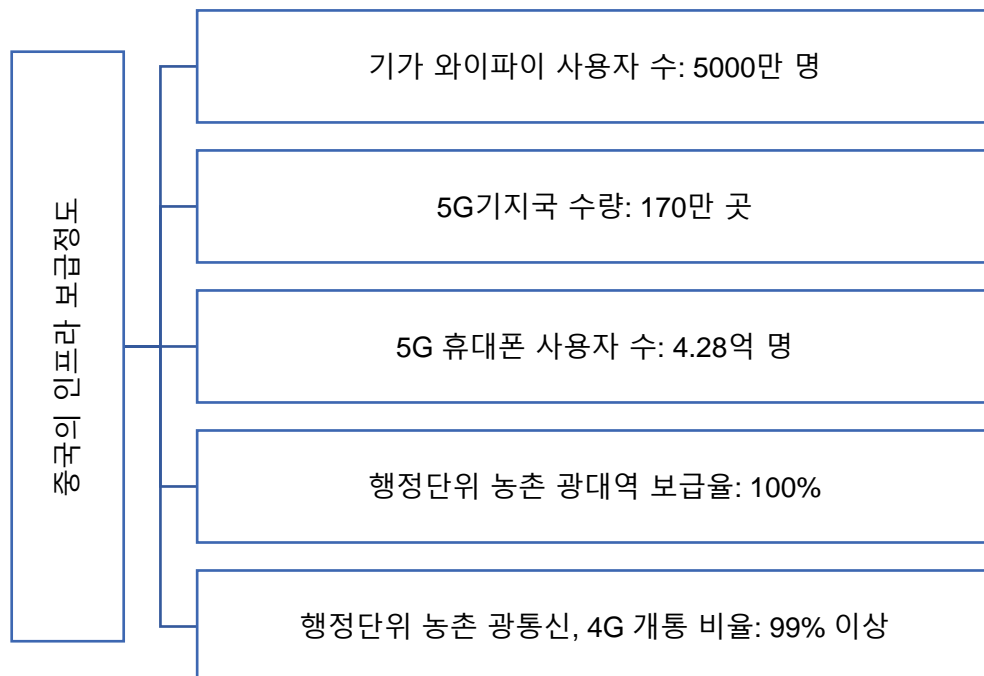 중국의 인프라 보급정도
기가 와이파이 사용자 수: 5000만 명
5G기지국 수량: 170만 곳
5G 휴대폰 사용자 수: 4.28억 명
행정단위 농촌 광대역 보급율: 100%
행정단위 농촌 광통신, 4G 개통 비율: 99% 이상